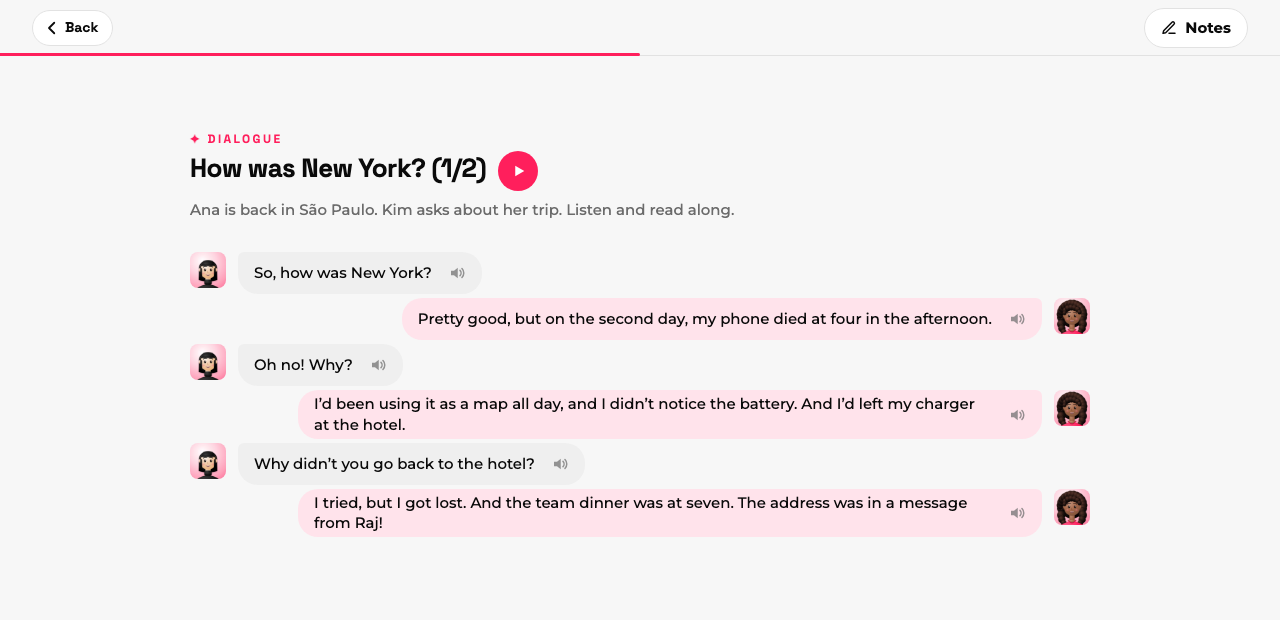 Back
Notes
DIALOGUE
How was New York? (1/2)
Ana is back in São Paulo. Kim asks about her trip. Listen and read along.
So, how was New York?
Pretty good, but on the second day, my phone died at four in the afternoon.
Oh no! Why?
I’d been using it as a map all day, and I didn’t notice the battery. And I’d left my charger
at the hotel.
Why didn’t you go back to the hotel?
I tried, but I got lost. And the team dinner was at seven. The address was in a message
from Raj!